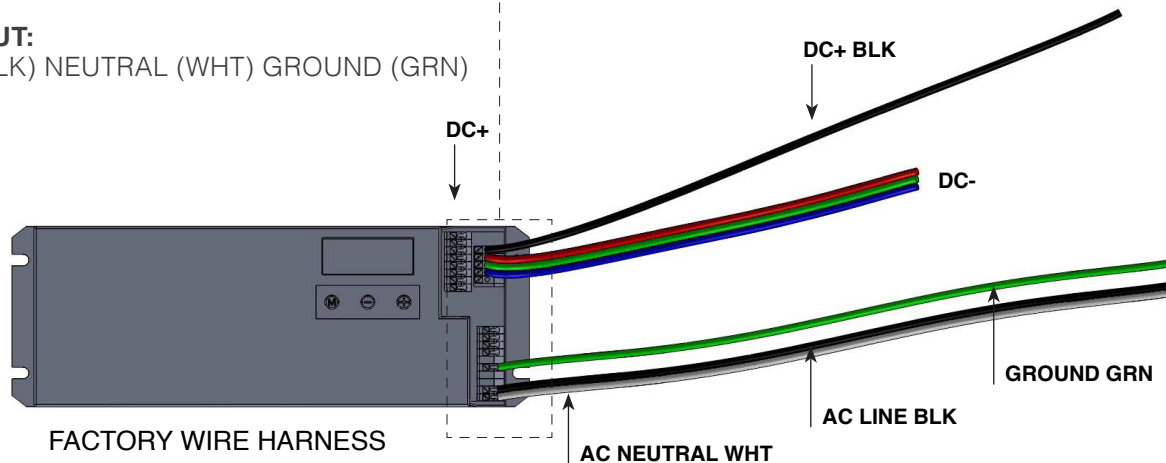 UT:
LK) NEUTRAL (WHT) GROUND (GRN)
DC+ BLK
DC+
DC-
M
GROUND GRN
AC LINE BLK
FACTORY WIRE HARNESS
AC NEUTRAL WHT